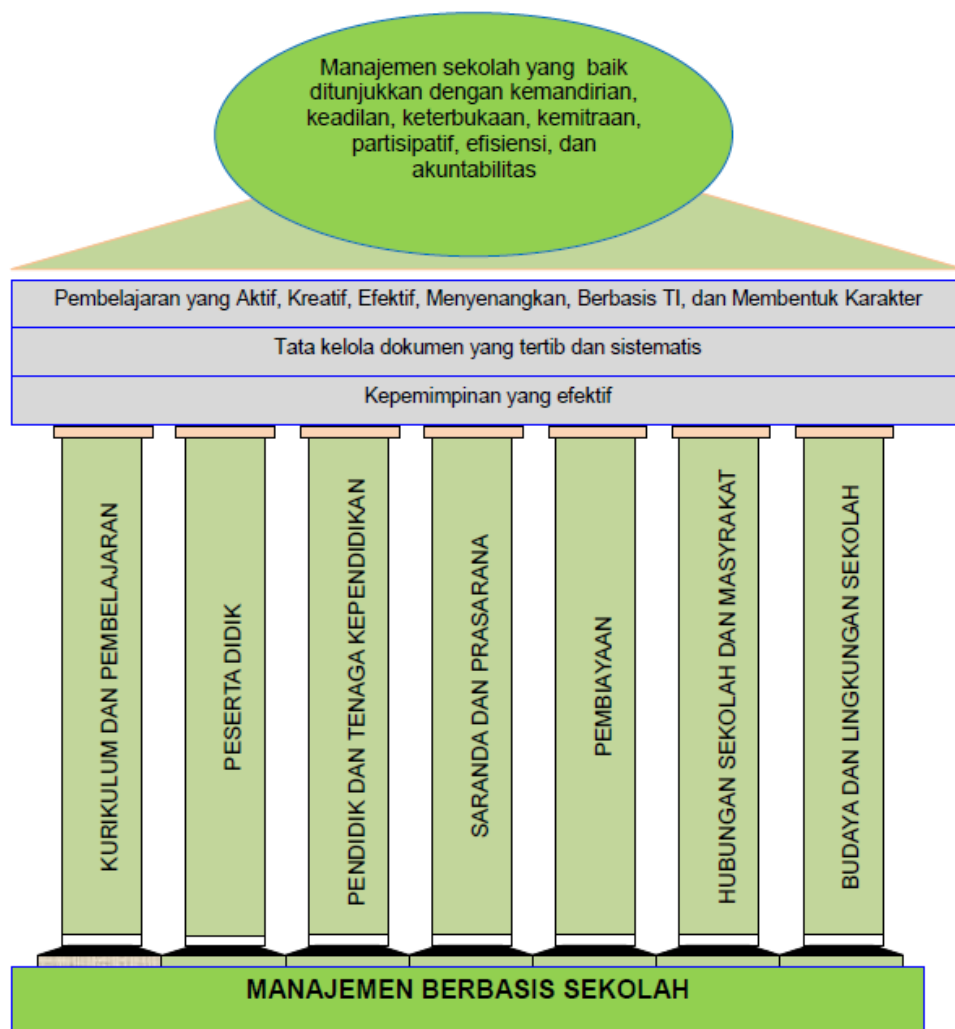 Manajemen sekolah yang  baik
ditunjukkan dengan kemandirian,
keadilan, keterbukaan, kemitraan,
partisipatif, efisiensi, dan
akuntabilitas
Pembelajaran yang Aktif, Kreatif, Efektif, Menyenangkan, Berbasis TI, dan Membentuk Karakter
Tata kelola dokumen yang tertib dan sistematis
Kepemimpinan yang efektif
KURIKULUM DAN PEMBELAJARAN
PESERTA DIDIK
PENDIDIK DAN TENAGA KEPENDIDIKAN
SARANDA DAN PRASARANA
PEMBIAYAAN
HUBUNGAN SEKOLAH DAN MASYRAKAT
BUDAYA DAN LINGKUNGAN SEKOLAH
MANAJEMEN BERBASIS SEKOLAH